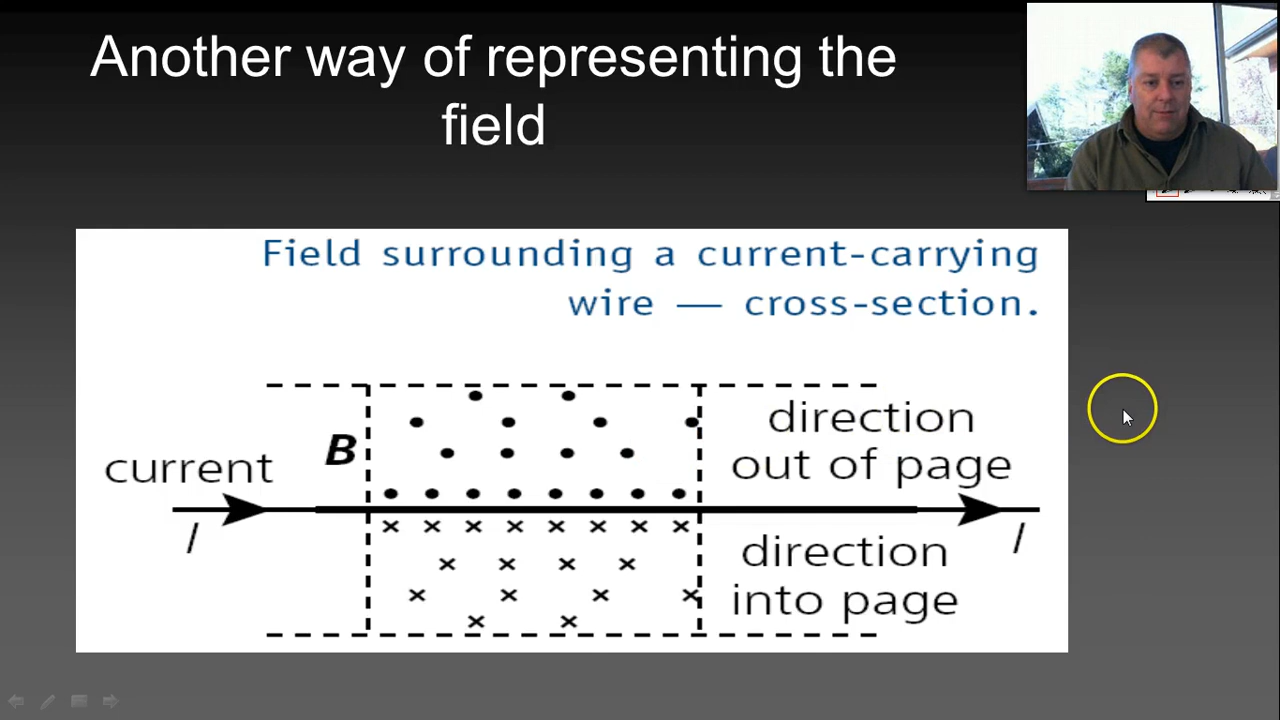 Another way of representing the
field
Field surrounding a current-carrying
wire — cross-section.
B
current
I
direction
out of page
I
direction
into page